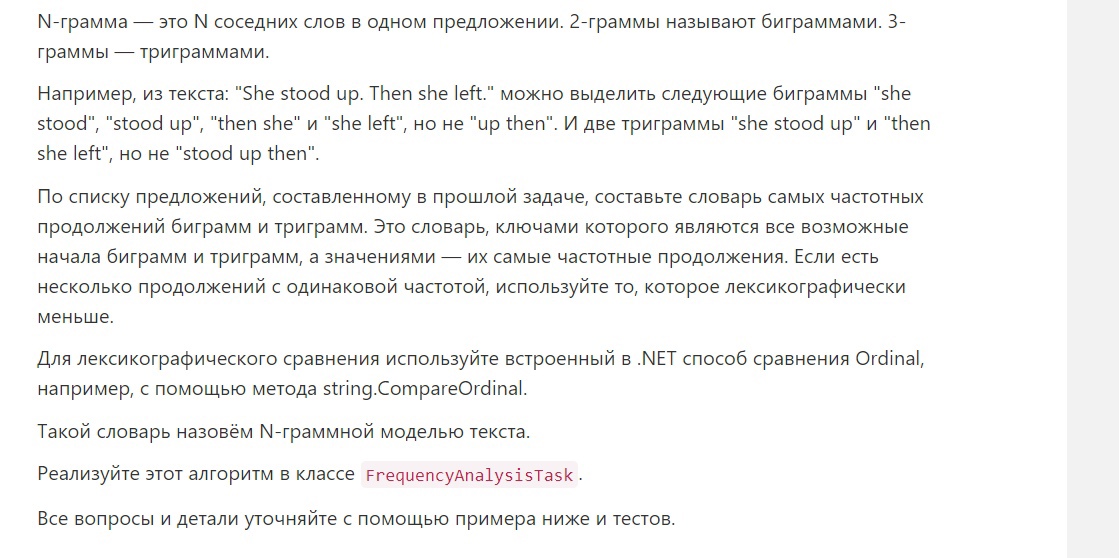 N-грамма — это N соседних слов в одном предложении. 2-граммы называют биграммами. 3-
граммы — триграммами.
Например, из текста: "She stood up. Then she left." можно выделить следующие биграммы "she
stood", "stood up", "then she" и "she left", но не "up then". И две триграммы "she stood up" и "then
she left", но не "stood up then".
По списку предложений, составленному в прошлой задаче, составьте словарь самых частотных
продолжений биграмм и триграмм. Это словарь, ключами которого являются все возможные
начала биграмм и триграмм, а значениями — их самые частотные продолжения. Если есть
несколько продолжений с одинаковой частотой, используйте то, которое лексикографически
меньше.
Для лексикографического сравнения используйте встроенный в .NET способ сравнения Ordinal,
например, с помощью метода string.CompareOrdinal.
Такой словарь назовём N-граммной моделью текста.
Реализуйте этот алгоритм в классе FrequencyAnalysisTask.
Все вопросы и детали уточняйте с помощью примера ниже и тестов.